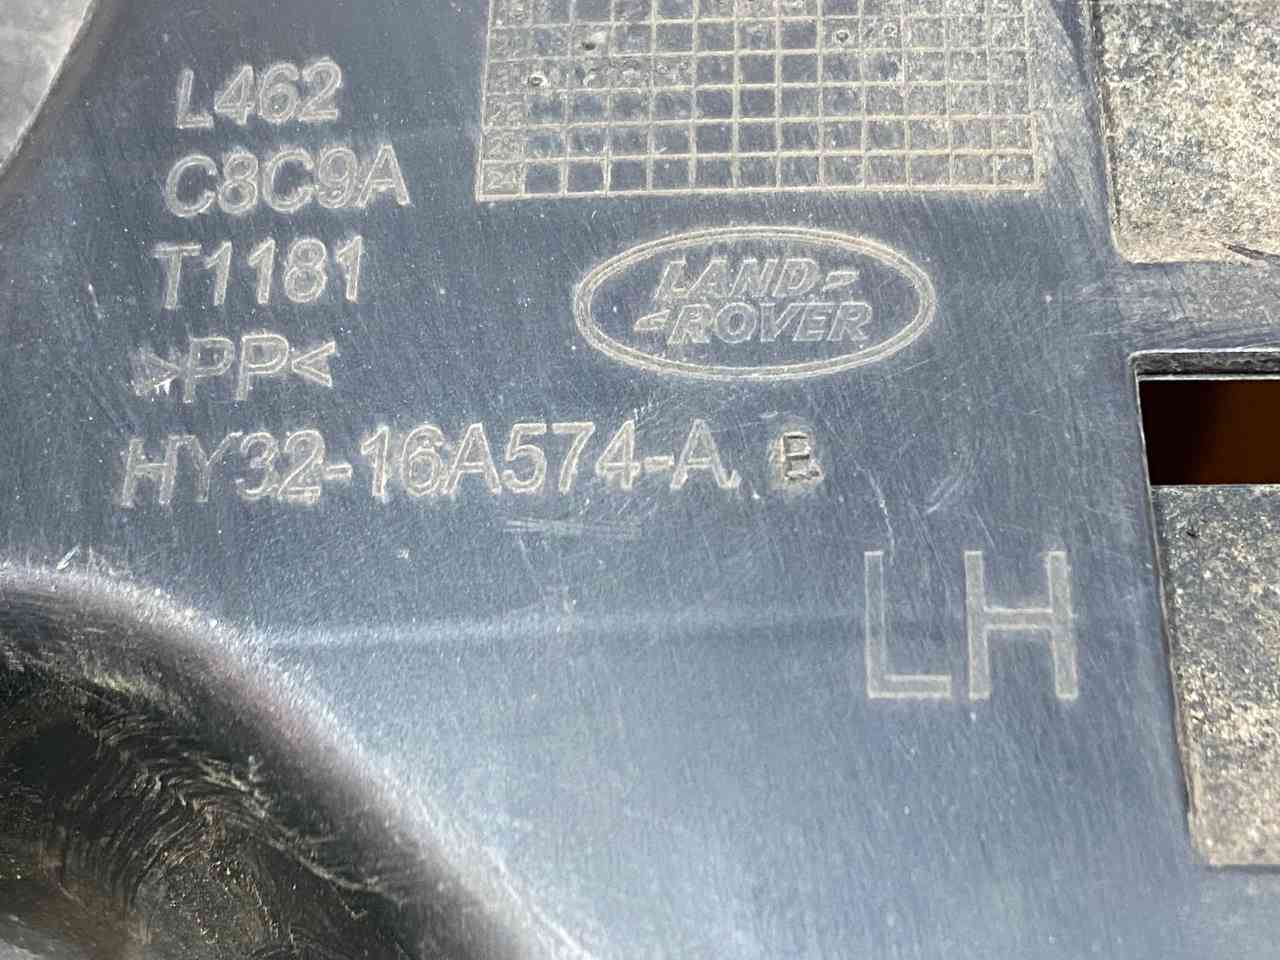 L462
C8C9A
T1181
>PP<
HY32-16A574-A. B
LAND
ROVER
LH